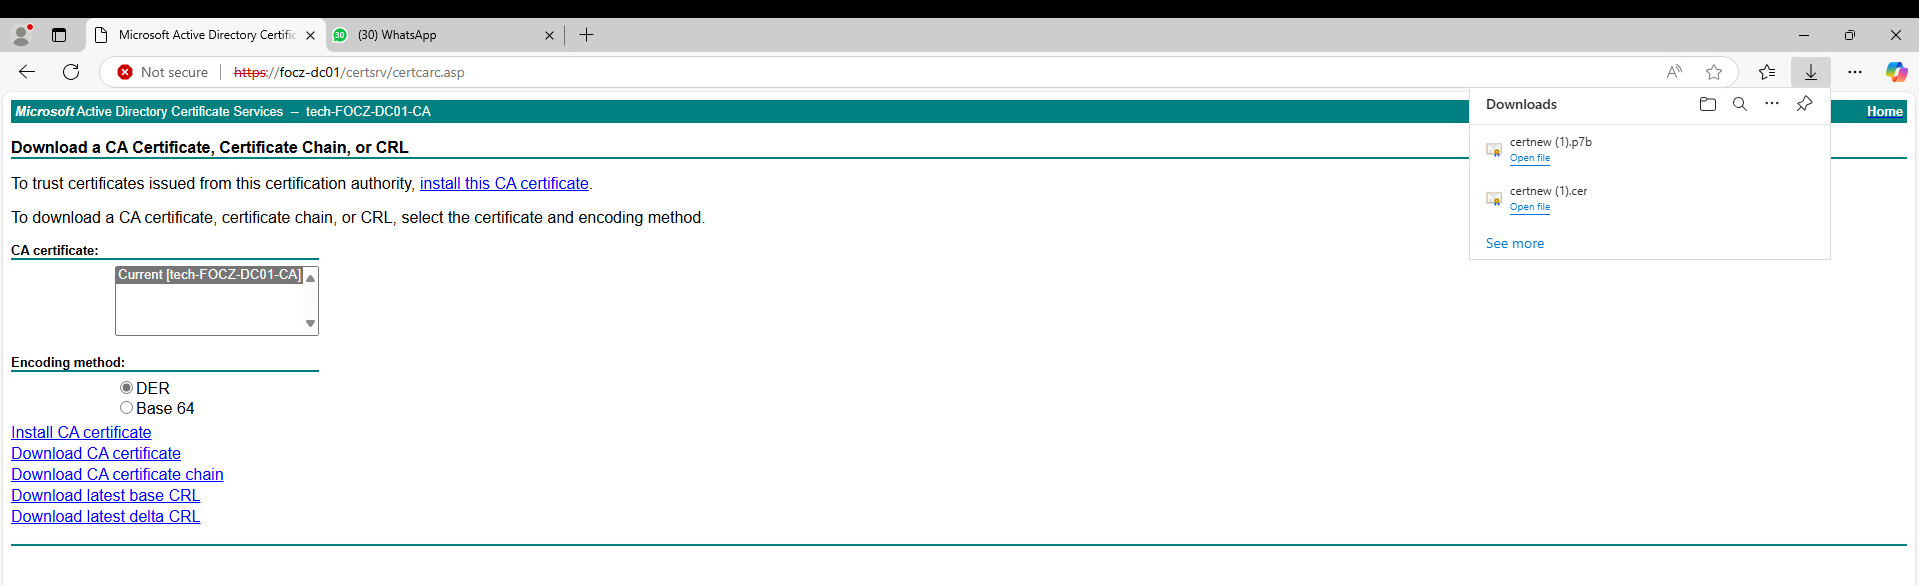 Microsoft Active Directory Certific
30
(30) WhatsApp
Not secure
https://focz-dc01/certsrv/certcarc.asp
Microsoft Active Directory Certificate Services -- tech-FOCZ-DC01-CA
Home
Downloads
certnew (1).p7b
Open file
certnew (1).cer
Open file
See more
Download a CA Certificate, Certificate Chain, or CRL
To trust certificates issued from this certification authority, install this CA certificate.
To download a CA certificate, certificate chain, or CRL, select the certificate and encoding method.
CA certificate:
Current [tech-FOCZ-DC01-CA]
Encoding method:
DER
Base 64
Install CA certificate
Download CA certificate
Download CA certificate chain
Download latest base CRL
Download latest delta CRL